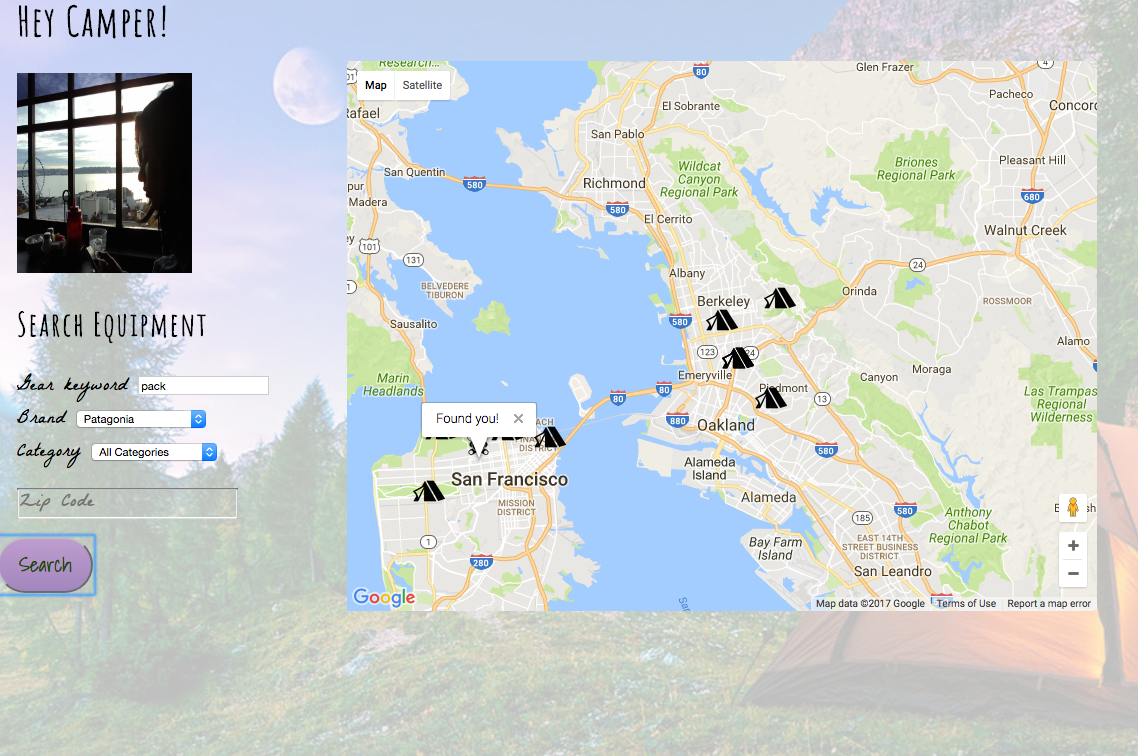 Hey Camper!
Search Equipment
Gear keyword pack
Brand Patagonia
Category All Categories
Zip Code
Search
Map Satellite
Research...
80
Glen Frazer
4
Pacheco
Concord
101
Rafael
El Sobrante
San Pablo
San Quentin
580
Wildcat
Canyon
Regional Park
Briones
Regional Park
Pleasant Hill
Richmond
680
pur
Madera
580
El Cerrito
Walnut Creek
101
131
24
Albany
BELVEDERE
TIBURON
Orinda
Berkeley
ROSSMOOR
Sausalito
580
Alamo
123
24
Moraga
Marin
Headlands
Emeryville
Canyon
Piedmont
Las Trampas
Regional
Wilderness
80
80
13
Found you!
880
Oakland
580
San Francisco
Alameda
Island
MISSION
DISTRICT
Alameda
580
Anthony
Chabot
Regional Park
185
1
Bay Farm
Island
EAST 14TH
STREET BUSINESS
DISTRICT
280
San Leandro
Google
Map data ©2017 Google
Terms of Use
Report a map error